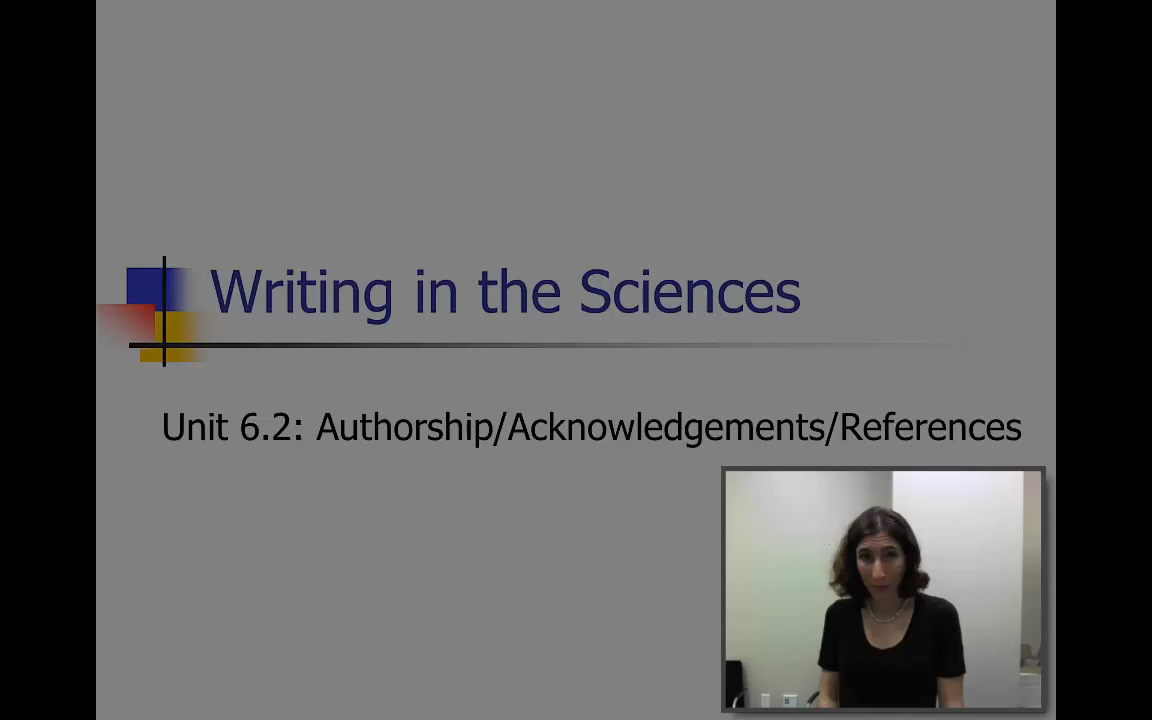 Writing in the Sciences
Unit 6.2: Authorship/Acknowledgements/References